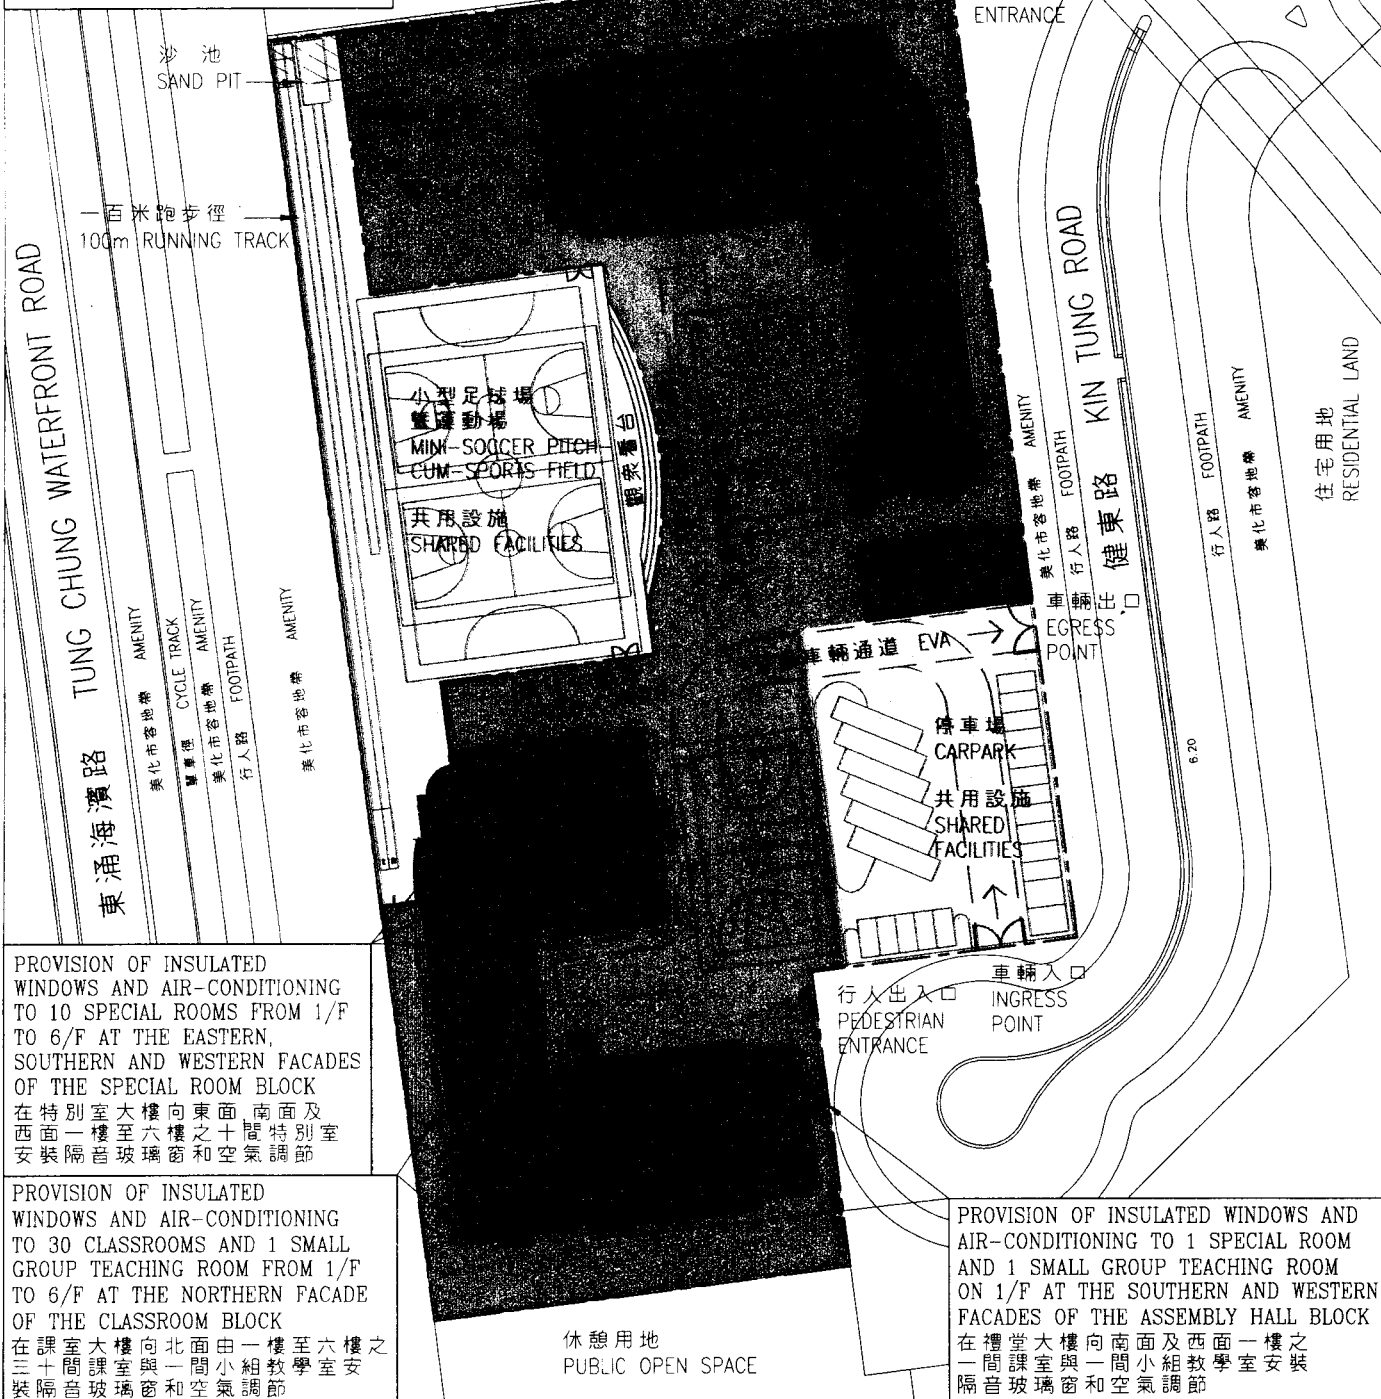 ENTRANCE
沙 池
SAND PIT
一百米跑步徑
100m RUNNING TRACK
東涌海濱路 TUNG CHUNG WATERFRONT ROAD
美化市容地帶 AMENITY
單車徑 CYCLE TRACK
美化市容地帶 AMENITY
行人路 FOOTPATH
美化市容地帶 AMENITY
小型足球場
暨運動場
MINI-SOCCER PITCH
CUM-SPORTS FIELD
共用設施
SHARED FACILITIES
觀眾看台
美化市容地帶 AMENITY
行人路 FOOTPATH
健東路 KIN TUNG ROAD
行人路 FOOTPATH
美化市容地帶 AMENITY
住宅用地
RESIDENTIAL LAND
車輛出口
EGRESS
POINT
車輛通道 EVA
停車場
CARPARK
共用設施
SHARED
FACILITIES
6.20
車輛入口
INGRESS
POINT
行人出入口
PEDESTRIAN
ENTRANCE
PROVISION OF INSULATED
WINDOWS AND AIR-CONDITIONING
TO 10 SPECIAL ROOMS FROM 1/F
TO 6/F AT THE EASTERN,
SOUTHERN AND WESTERN FACADES
OF THE SPECIAL ROOM BLOCK
在特別室大樓向東面,南面及
西面一樓至六樓之十間特別室
安裝隔音玻璃窗和空氣調節
PROVISION OF INSULATED
WINDOWS AND AIR-CONDITIONING
TO 30 CLASSROOMS AND 1 SMALL
GROUP TEACHING ROOM FROM 1/F
TO 6/F AT THE NORTHERN FACADE
OF THE CLASSROOM BLOCK
在課室大樓向北面由一樓至六樓之
三十間課室與一間小組教學室安
裝隔音玻璃窗和空氣調節
休憩用地
PUBLIC OPEN SPACE
PROVISION OF INSULATED WINDOWS AND
AIR-CONDITIONING TO 1 SPECIAL ROOM
AND 1 SMALL GROUP TEACHING ROOM
ON 1/F AT THE SOUTHERN AND WESTERN
FACADES OF THE ASSEMBLY HALL BLOCK
在禮堂大樓向南面及西面一樓之
一間課室與一間小組教學室安裝
隔音玻璃窗和空氣調節